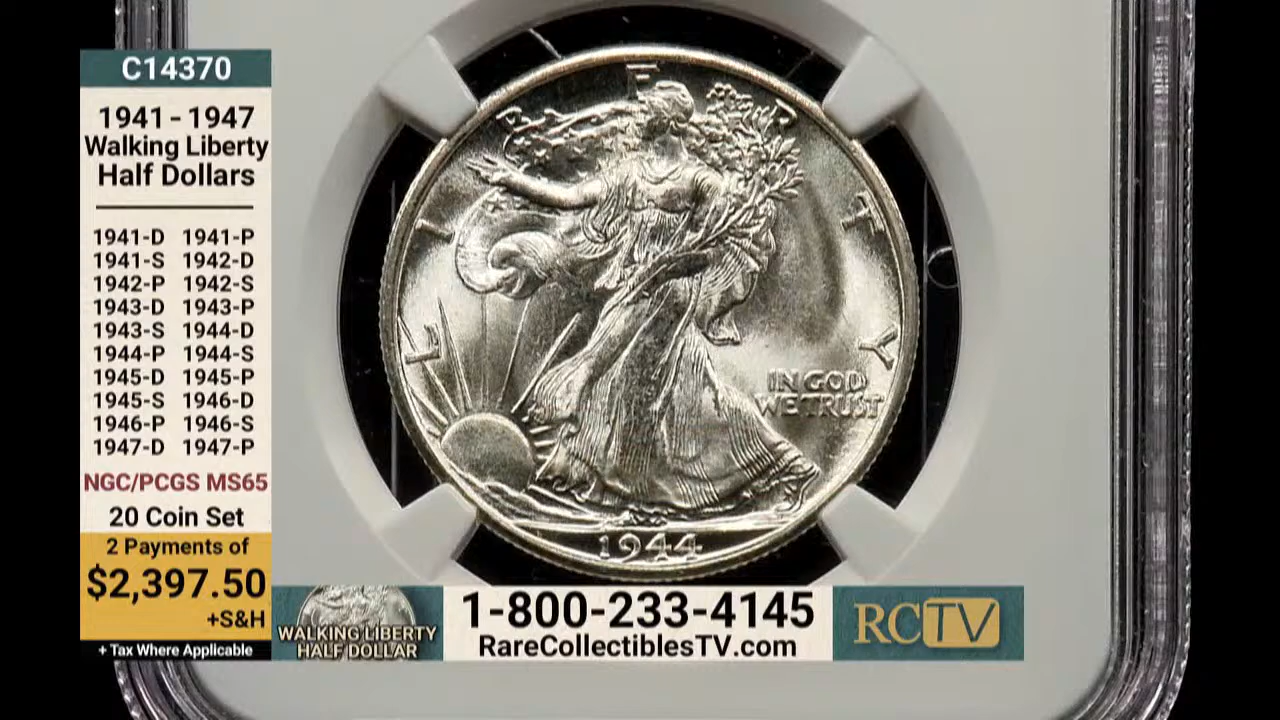 C14370
1941 - 1947
Walking Liberty
Half Dollars
1941-D 1941-P
1941-S 1942-D
1942-P 1942-S
1943-D 1943-P
1943-S 1944-D
1944-P 1944-S
1945-D 1945-P
1945-S 1946-D
1946-P 1946-S
1947-D 1947-P
NGC/PCGS MS65
20 Coin Set
2 Payments of
$2,397.50
+S&H
+ Tax Where Applicable
LIBERTY
IN GOD
WE TRUST
1944
WALKING LIBERTY
HALF DOLLAR
1-800-233-4145
RareCollectiblesTV.com
RCTV